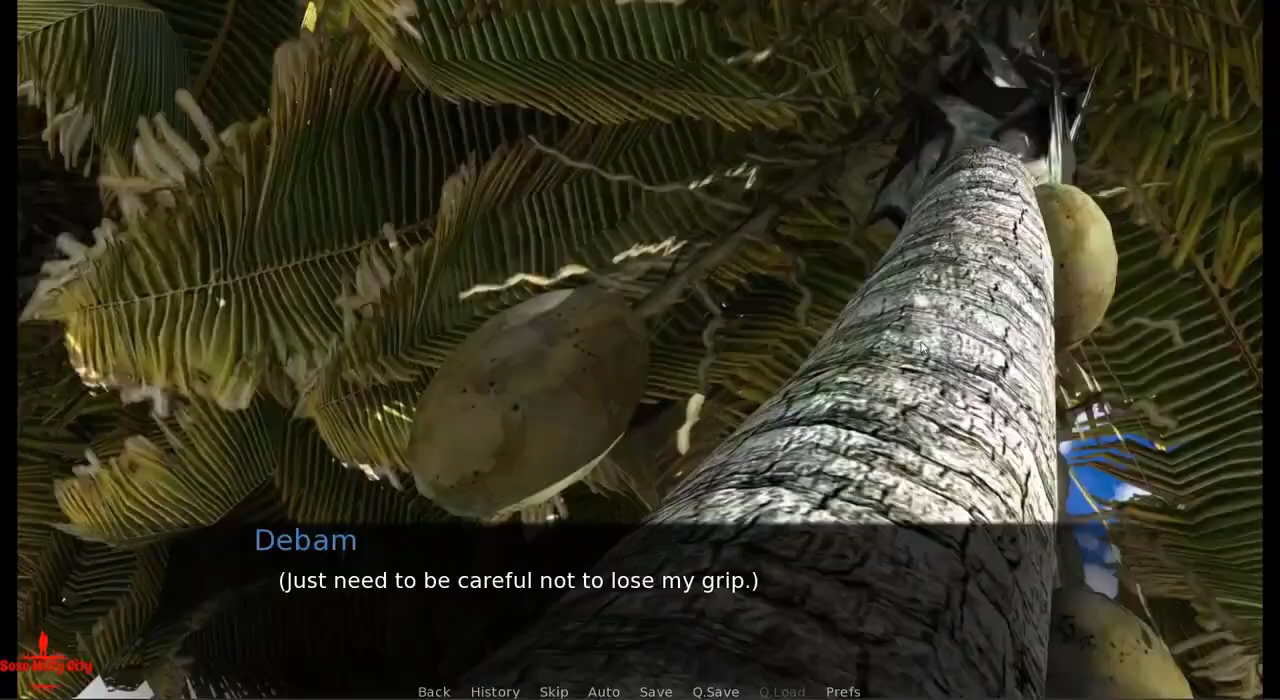 Debam
(Just need to be careful not to lose my grip.)
Back History Skip Auto Save Q.Save Q.Load Prefs